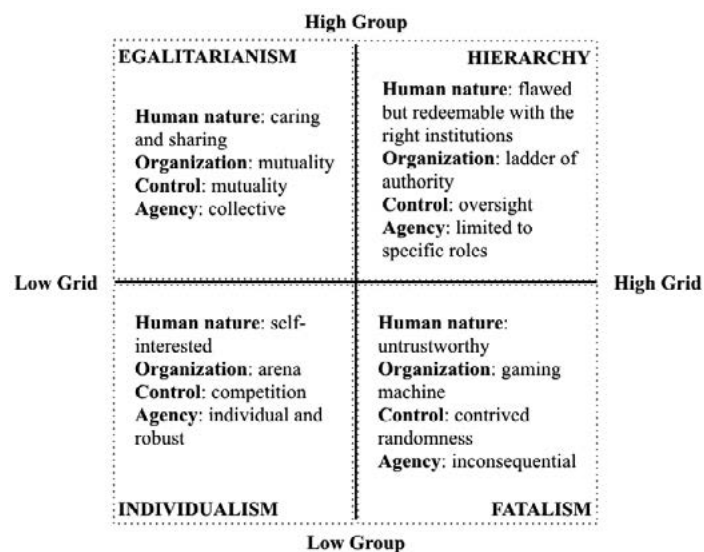 High Group
EGALITARIANISM
Human nature: caring
and sharing
Organization: mutuality
Control: mutuality
Agency: collective
HIERARCHY
Human nature: flawed
but redeemable with the
right institutions
Organization: ladder of
authority
Control: oversight
Agency: limited to
specific roles
Low Grid
High Grid
Human nature: self-
interested
Organization: arena
Control: competition
Agency: individual and
robust
INDIVIDUALISM
Human nature:
untrustworthy
Organization: gaming
machine
Control: contrived
randomness
Agency: inconsequential
FATALISM
Low Group